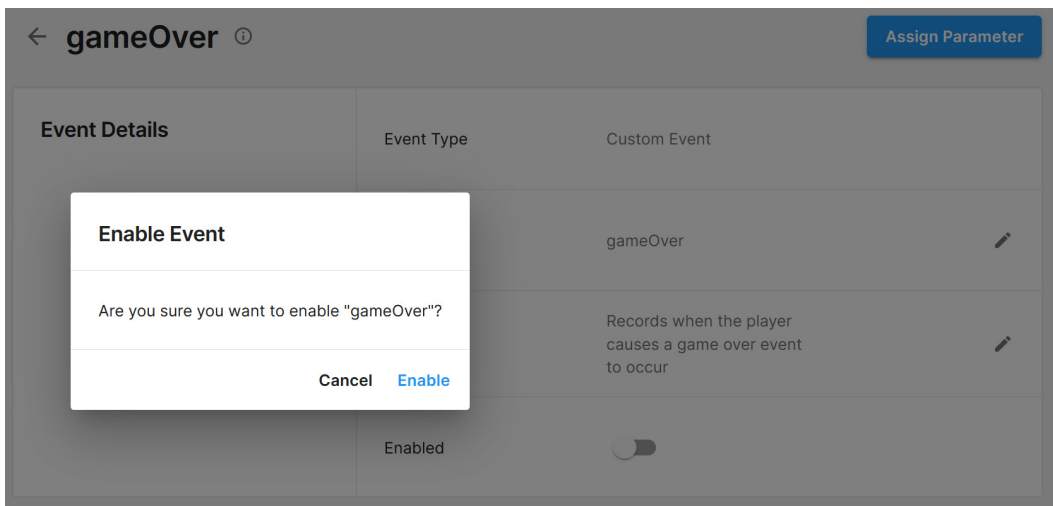 gameOver
Assign Parameter
Event Details
Event Type
Custom Event
Enable Event
gameOver
Are you sure you want to enable "gameOver"?
Records when the player
causes a game over event
to occur
Cancel
Enable
Enabled